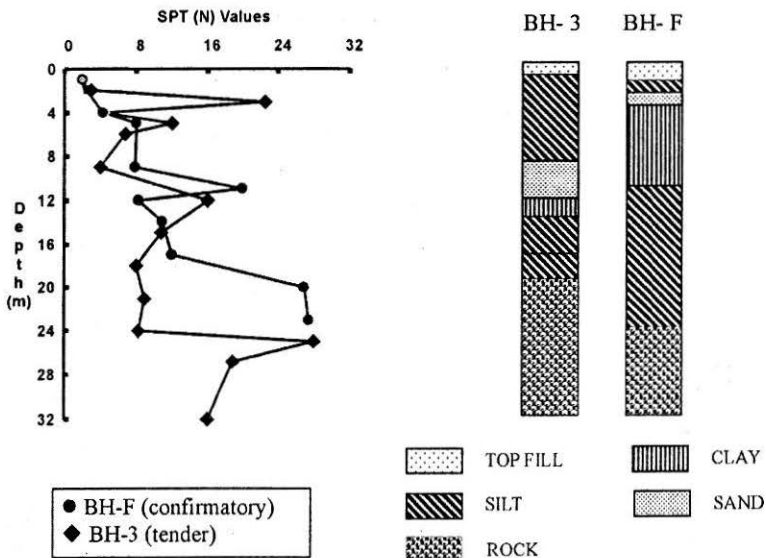 SPT (N) Values
0 8 16 24 32
0
4
8
12
16
20
24
28
32
Depth (m)
BH-F (confirmatory)
BH-3 (tender)
BH- 3 BH- F
TOP FILL CLAY
SILT SAND
ROCK